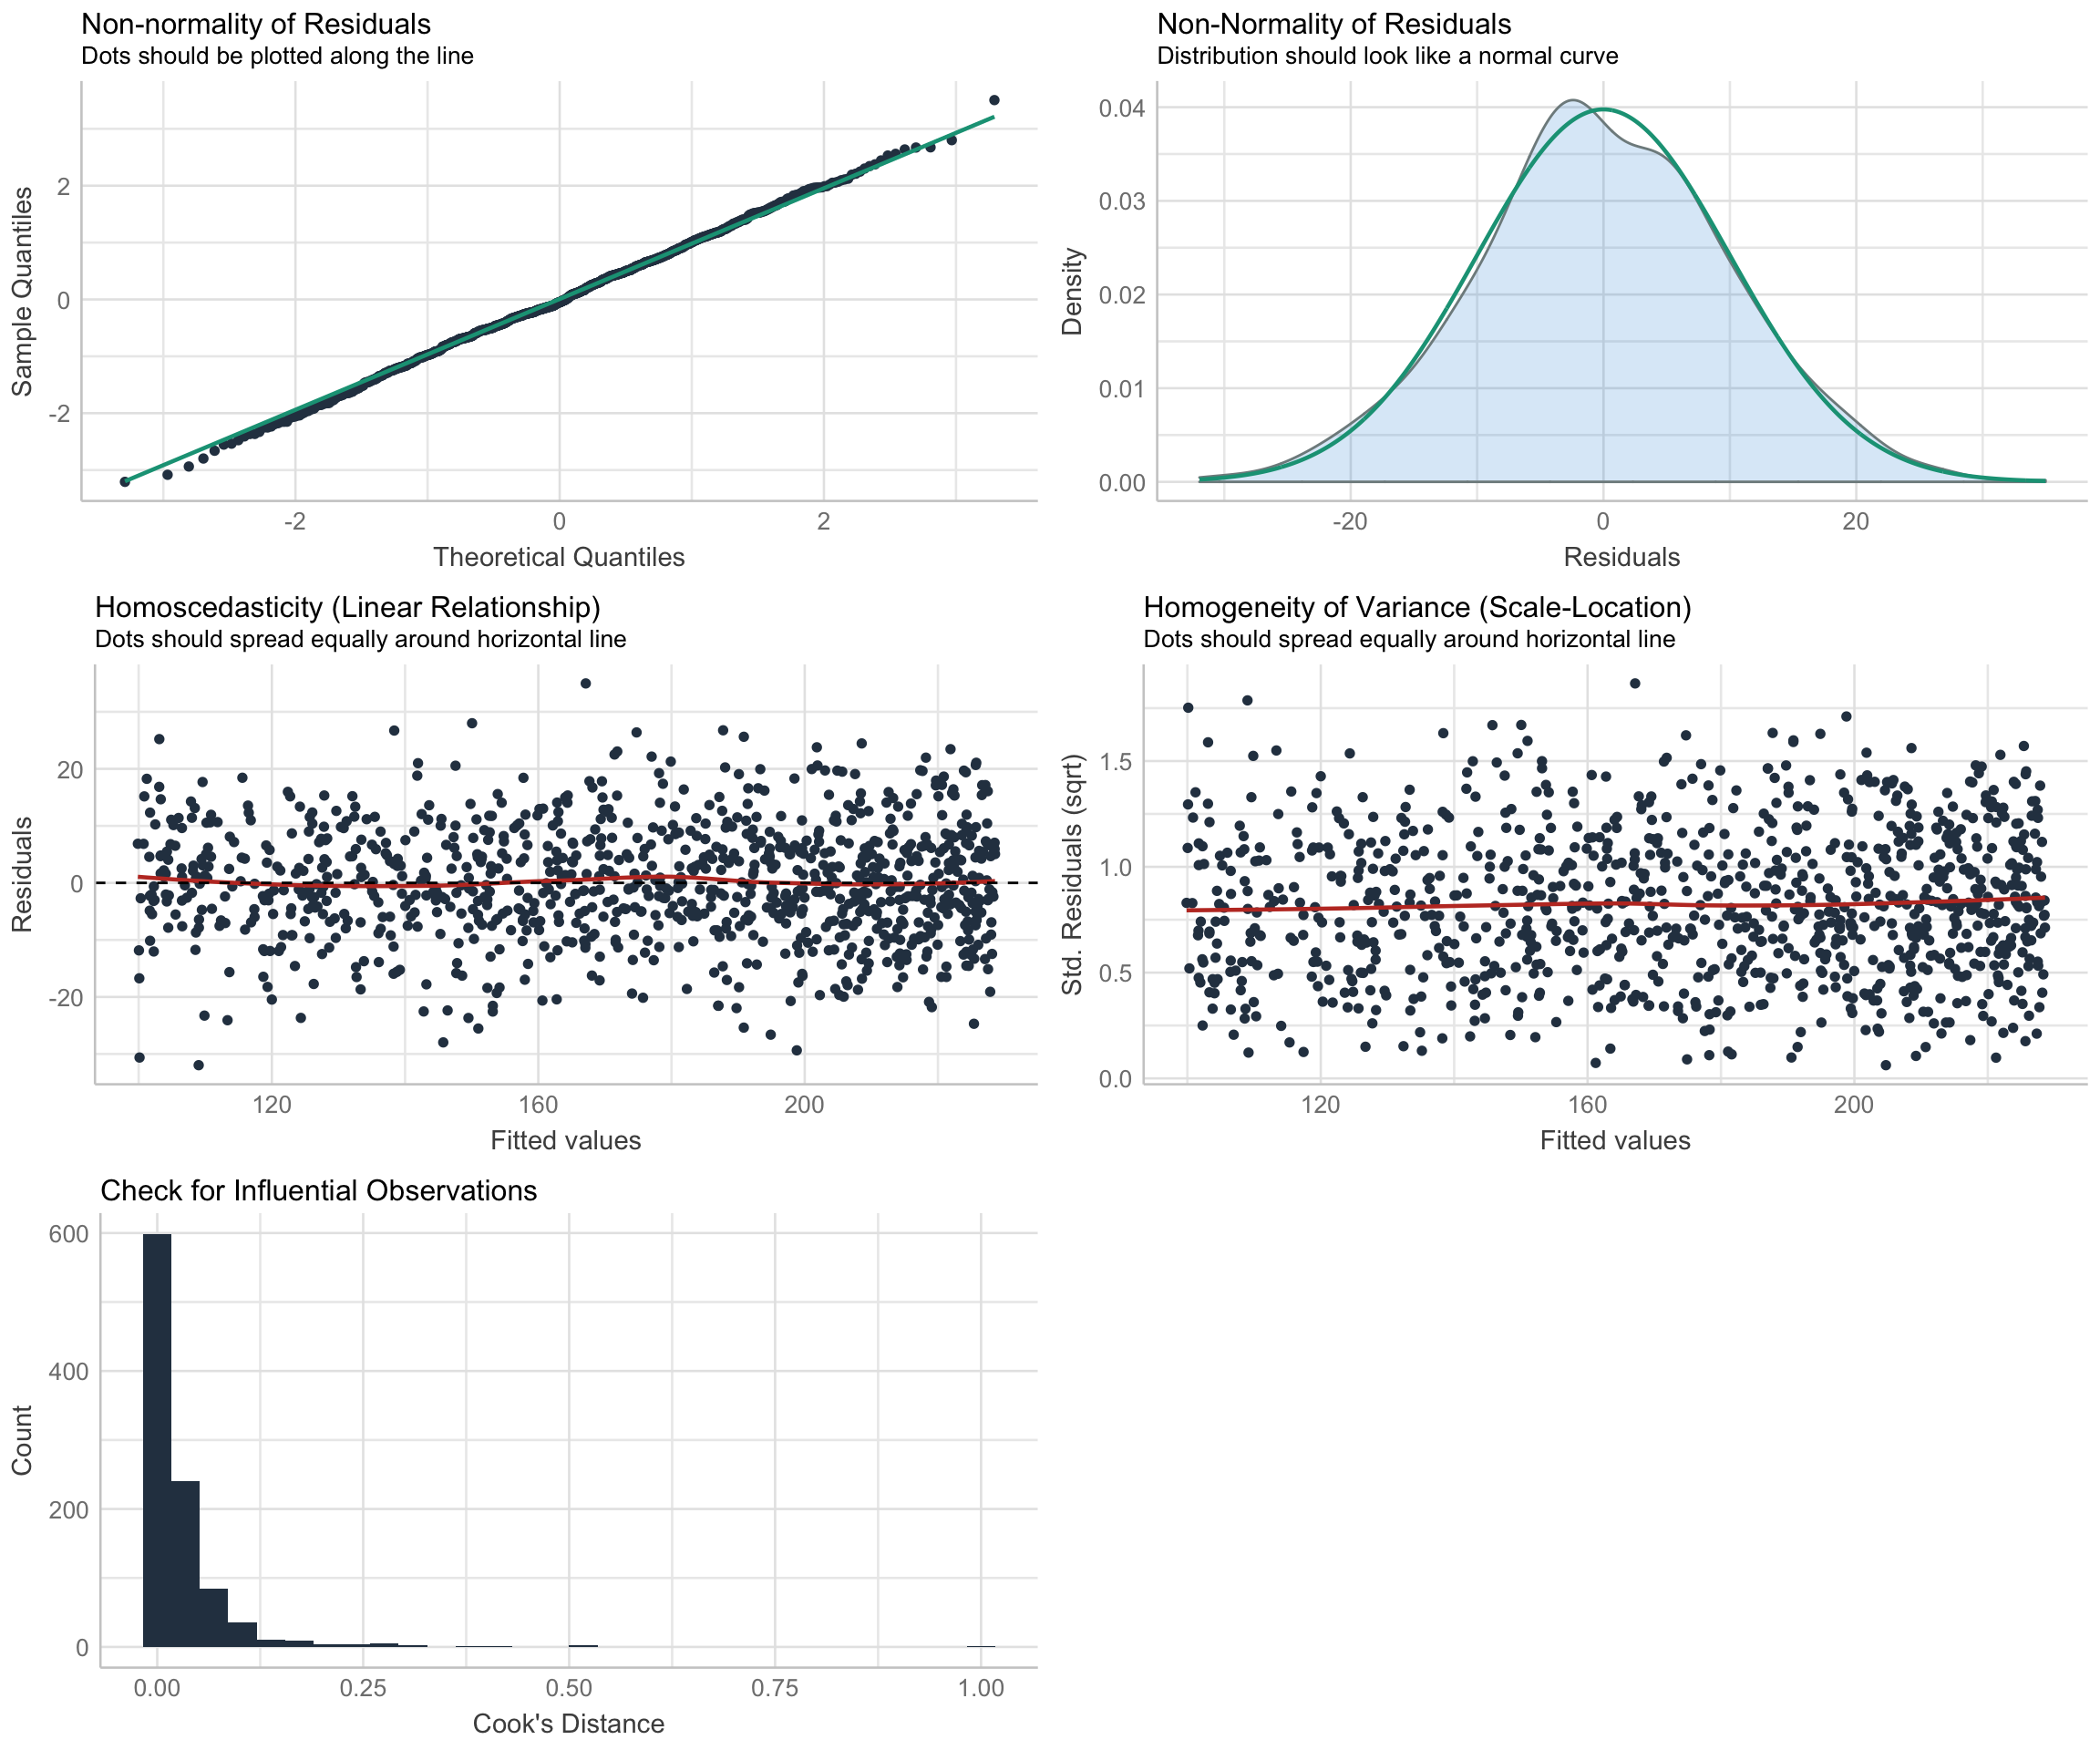 Non-normality of Residuals
Dots should be plotted along the line
Sample Quantiles
2
0
-2
-2
0
2
Theoretical Quantiles
Non-Normality of Residuals
Distribution should look like a normal curve
Density
0.04
0.03
0.02
0.01
0.00
-20
0
20
Residuals
Homoscedasticity (Linear Relationship)
Dots should spread equally around horizontal line
Residuals
20
0
-20
120
160
200
Fitted values
Homogeneity of Variance (Scale-Location)
Dots should spread equally around horizontal line
Std. Residuals (sqrt)
1.5
1.0
0.5
0.0
120
160
200
Fitted values
Check for Influential Observations
Count
600
400
200
0
0.00
0.25
0.50
0.75
1.00
Cook's Distance